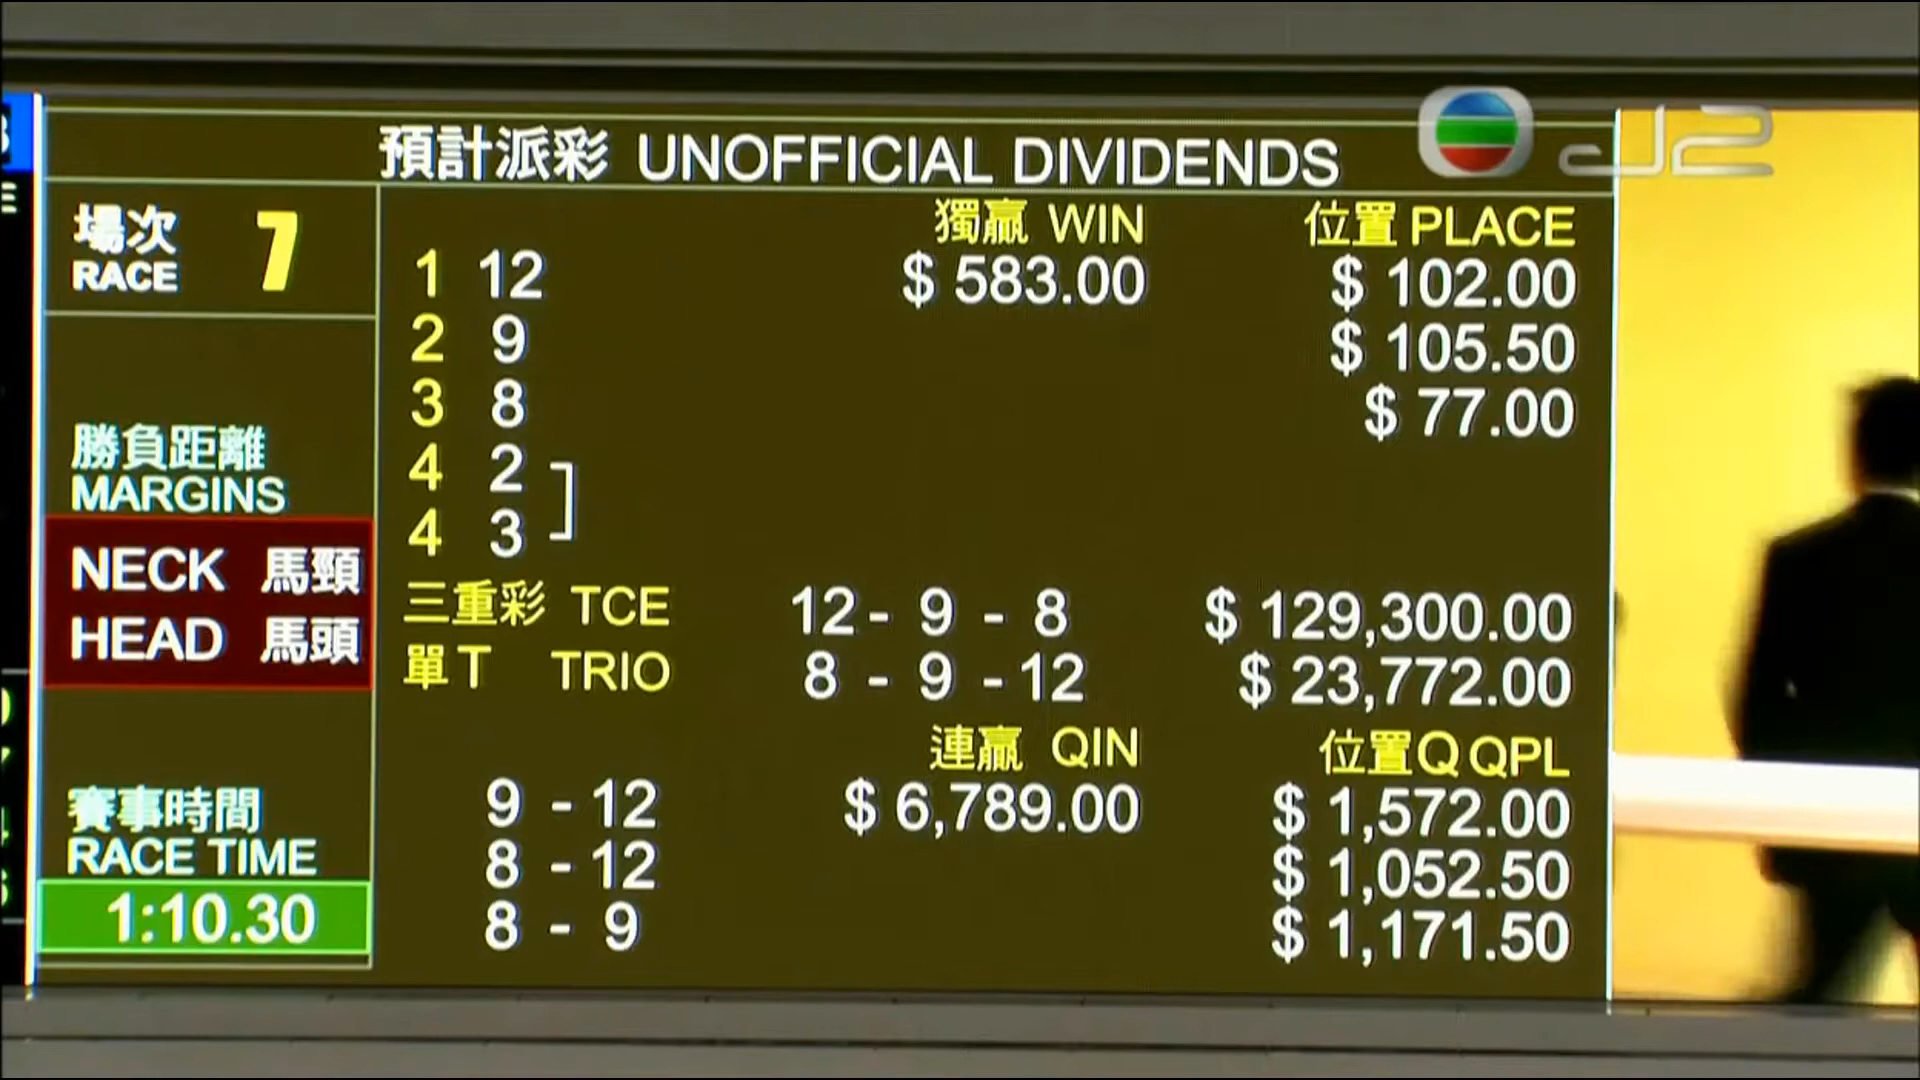 J2
預計派彩 UNOFFICIAL DIVIDENDS
場次 7
RACE
獨贏 WIN 位置 PLACE
1 12 $ 583.00 $ 102.00
2 9 $ 105.50
3 8 $ 77.00
4 2 ]
4 3
勝負距離
MARGINS
NECK 馬頸
HEAD 馬頭
三重彩 TCE 12 - 9 - 8 $ 129,300.00
單T TRIO 8 - 9 - 12 $ 23,772.00
連贏 QIN 位置Q QPL
9 - 12 $ 6,789.00 $ 1,572.00
8 - 12 $ 1,052.50
8 - 9 $ 1,171.50
賽事時間
RACE TIME
1:10.30